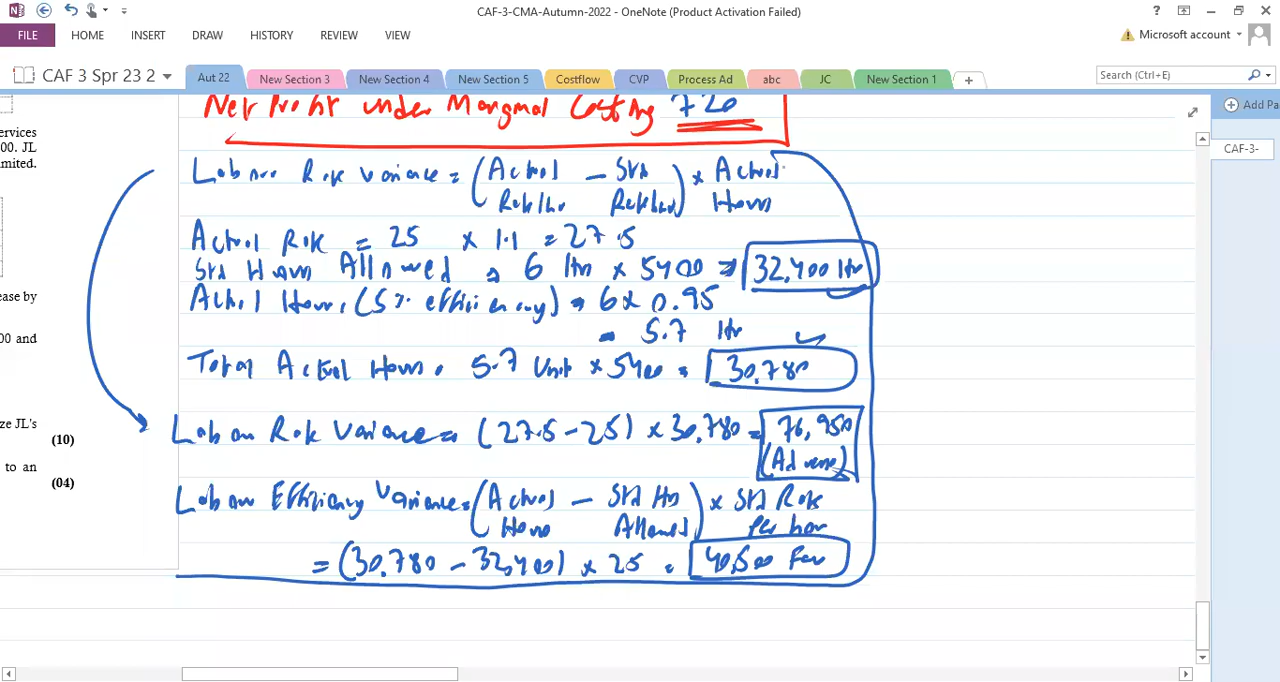 CAF-3-CMA-Autumn-2022 - OneNote (Product Activation Failed)
FILE HOME INSERT DRAW HISTORY REVIEW VIEW
Microsoft account
CAF 3 Spr 23 2
Aut 22 New Section 3 New Section 4 New Section 5 Costflow CVP Process Ad abc JC New Section 1 +
Search (Ctrl+E)
Add Pa
CAF-3-
ervices
00. JL
mited.
ease by
00 and
ze JL's
(10)
to an
(04)
Net Profit under Marginal Costing 720
Labour Rate Variance = (Actual Rate/hr - Std Rate/hr) × Actual Hours
Actual Rate = 25 × 1.1 = 27.5
Std Hours Allowed = 6 Hr × 5400 = 32,400 Hr
Actual Hours (5% efficiency) = 6 × 0.95
= 5.7 Hr
Total Actual Hours = 5.7 Unit × 5400 = 30,780
Labour Rate Variance = (27.5 - 25) × 30,780 = 76,950 (Adverse)
Labour Efficiency Variance = (Actual Hours - Std Hrs Allowed) × Std Rate Per hour
= (30,780 - 32,400) × 25 = 40,500 Fav